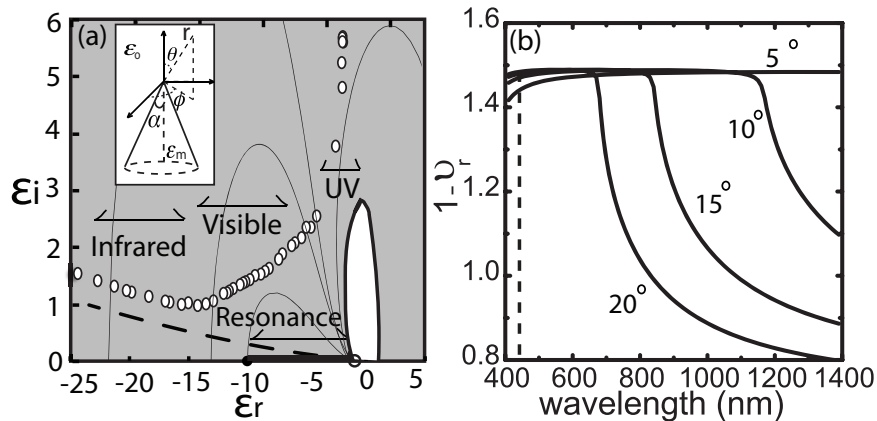 (a)
εi
6
5
4
3
2
1
0
εo
r
θ
ϕ
α
εm
UV
Visible
Infrared
Resonance
-25 -20 -15 -10 -5 0 5
εr
(b)
1-υr
1.6
1.4
1.2
1.0
0.8
5°
10°
15°
20°
400 600 800 1000 1200 1400
wavelength (nm)